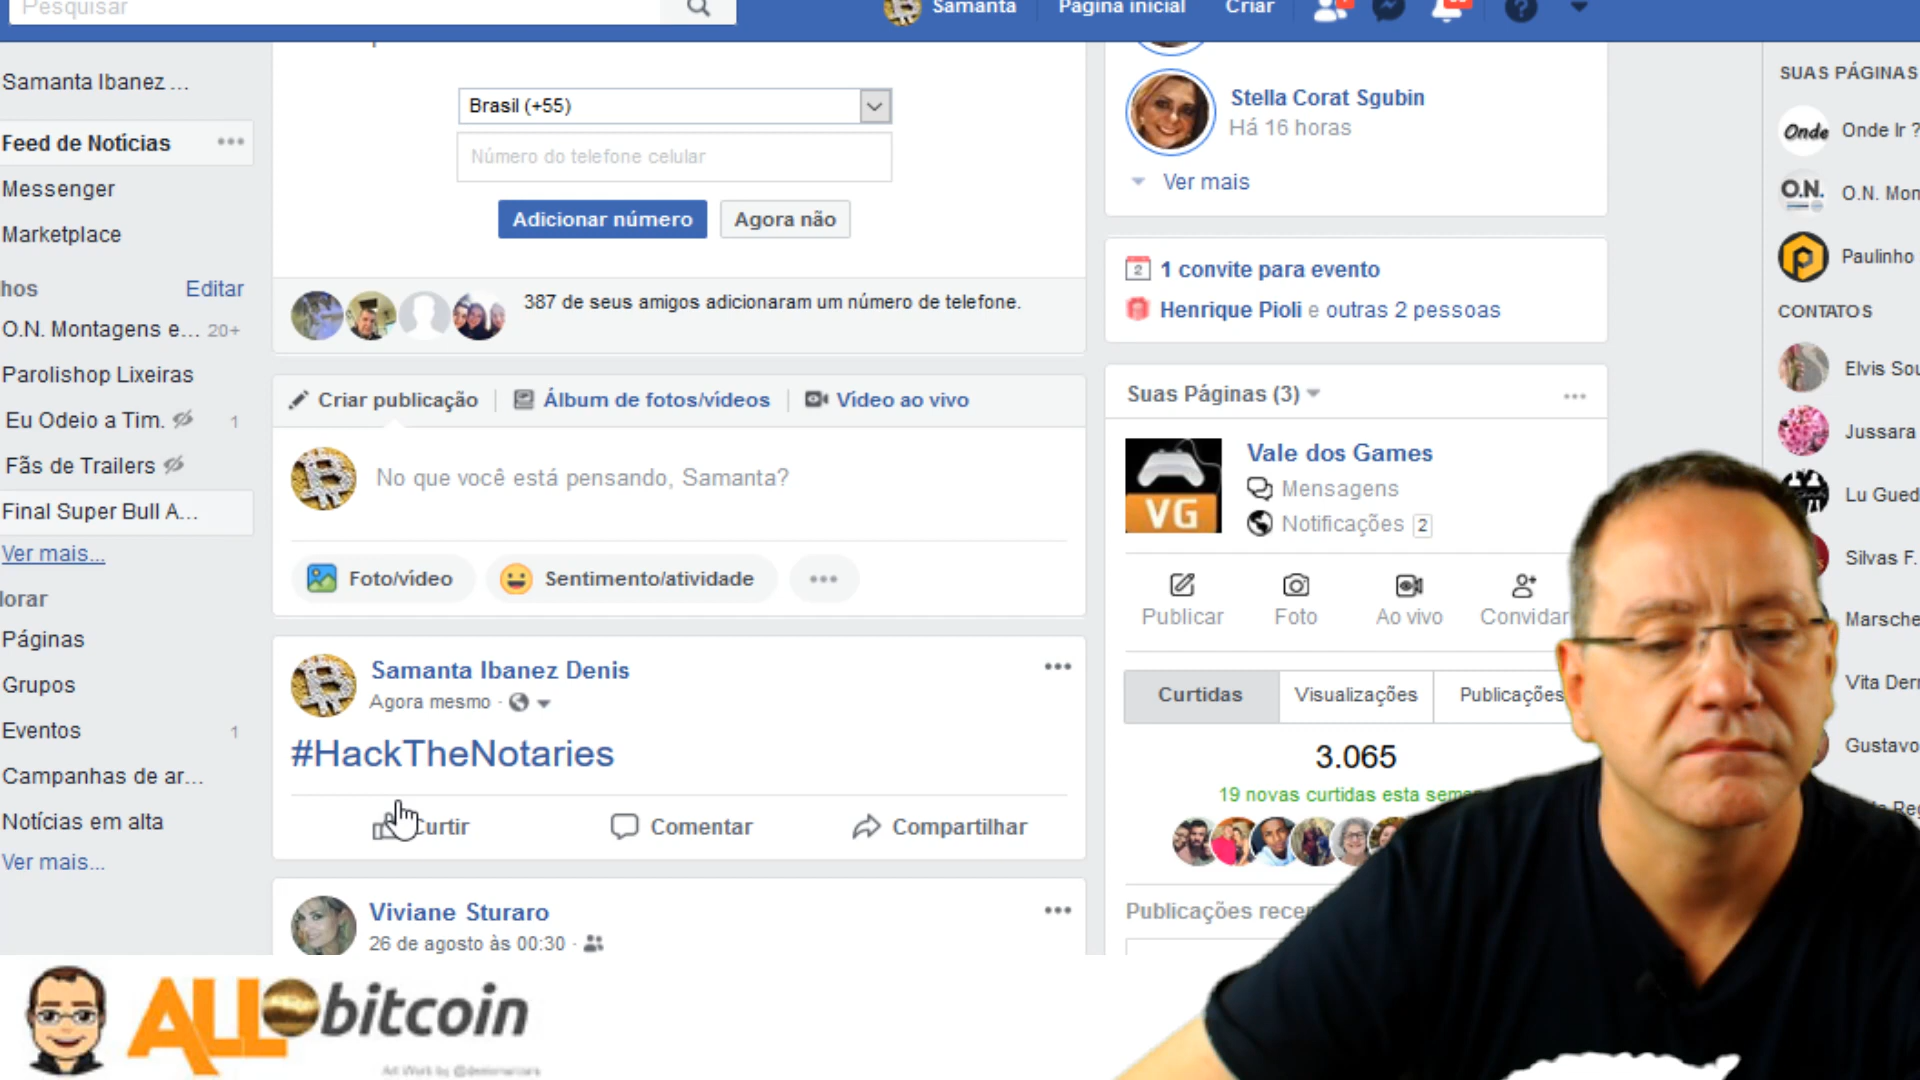 Pesquisar
Samanta
Página inicial
Criar
Samanta Ibanez ...
Feed de Notícias
Messenger
Marketplace
hos
Editar
O.N. Montagens e... 20+
Parolishop Lixeiras
Eu Odeio a Tim. 1
Fãs de Trailers
Final Super Bull A...
Ver mais...
lorar
Páginas
Grupos
Eventos 1
Campanhas de ar...
Notícias em alta
Ver mais...
Brasil (+55)
Número do telefone celular
Adicionar número
Agora não
387 de seus amigos adicionaram um número de telefone.
Criar publicação
Álbum de fotos/vídeos
Vídeo ao vivo
No que você está pensando, Samanta?
Foto/vídeo
Sentimento/atividade
Samanta Ibanez Denis
Agora mesmo
#HackTheNotaries
Curtir
Comentar
Compartilhar
Viviane Sturaro
26 de agosto às 00:30
Stella Corat Sgubin
Há 16 horas
Ver mais
2
1 convite para evento
Henrique Pioli e outras 2 pessoas
Suas Páginas (3)
VG
Vale dos Games
Mensagens
Notificações 2
Publicar
Foto
Ao vivo
Convidar
Curtidas
Visualizações
Publicações
3.065
19 novas curtidas esta sem
Publicações rece
SUAS PÁGINAS
Onde
Onde Ir ?
O.N.
O.N. Mon
Paulinho
CONTATOS
Elvis Sou
Jussara
Lu Gued
Silvas F.
Marsche
Vita Derr
Gustavo
ALL bitcoin